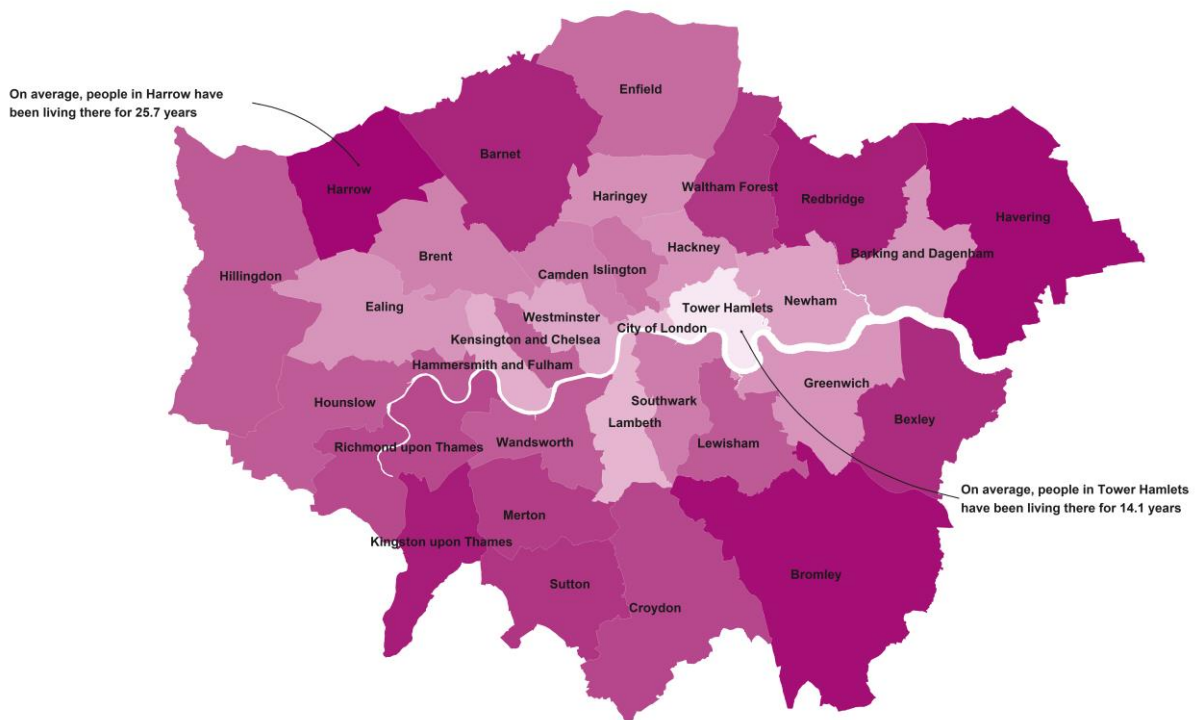 Enfield
On average, people in Harrow have
been living there for 25.7 years
Barnet
Harrow
Haringey
Waltham Forest
Redbridge
Havering
Hackney
Barking and Dagenham
Brent
Camden
Islington
Hillingdon
Ealing
Tower Hamlets
Newham
Westminster
City of London
Kensington and Chelsea
Hammersmith and Fulham
Greenwich
Hounslow
Southwark
Lambeth
Bexley
Richmond upon Thames
Wandsworth
Lewisham
On average, people in Tower Hamlets
have been living there for 14.1 years
Merton
Kingston upon Thames
Bromley
Sutton
Croydon